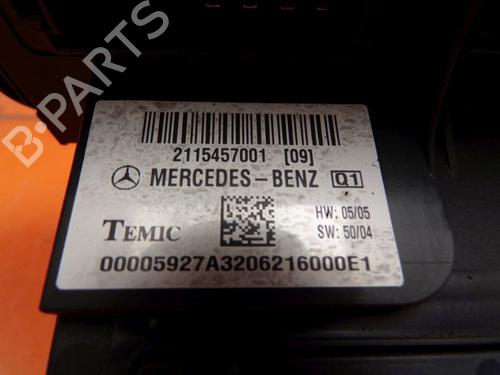 B-PARTS
2115457001 [09]
MERCEDES-BENZ Q1
HW: 05/05
TEMIC SW: 50/04
00005927A3206216000E1